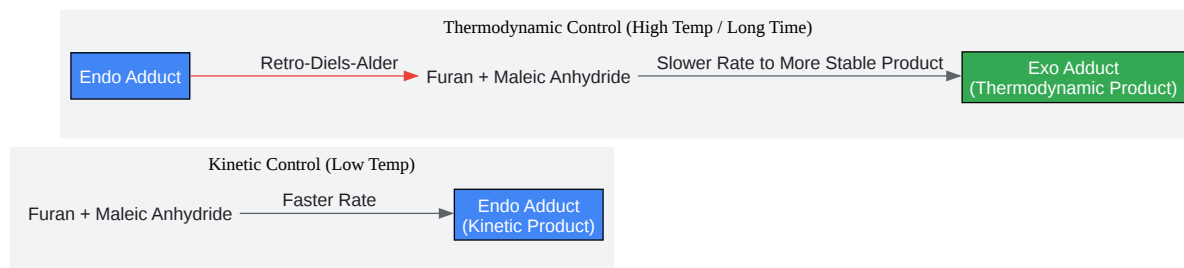 Thermodynamic Control (High Temp / Long Time)
Endo Adduct
Retro-Diels-Alder
Furan + Maleic Anhydride
Slower Rate to More Stable Product
Exo Adduct
(Thermodynamic Product)
Kinetic Control (Low Temp)
Furan + Maleic Anhydride
Faster Rate
Endo Adduct
(Kinetic Product)